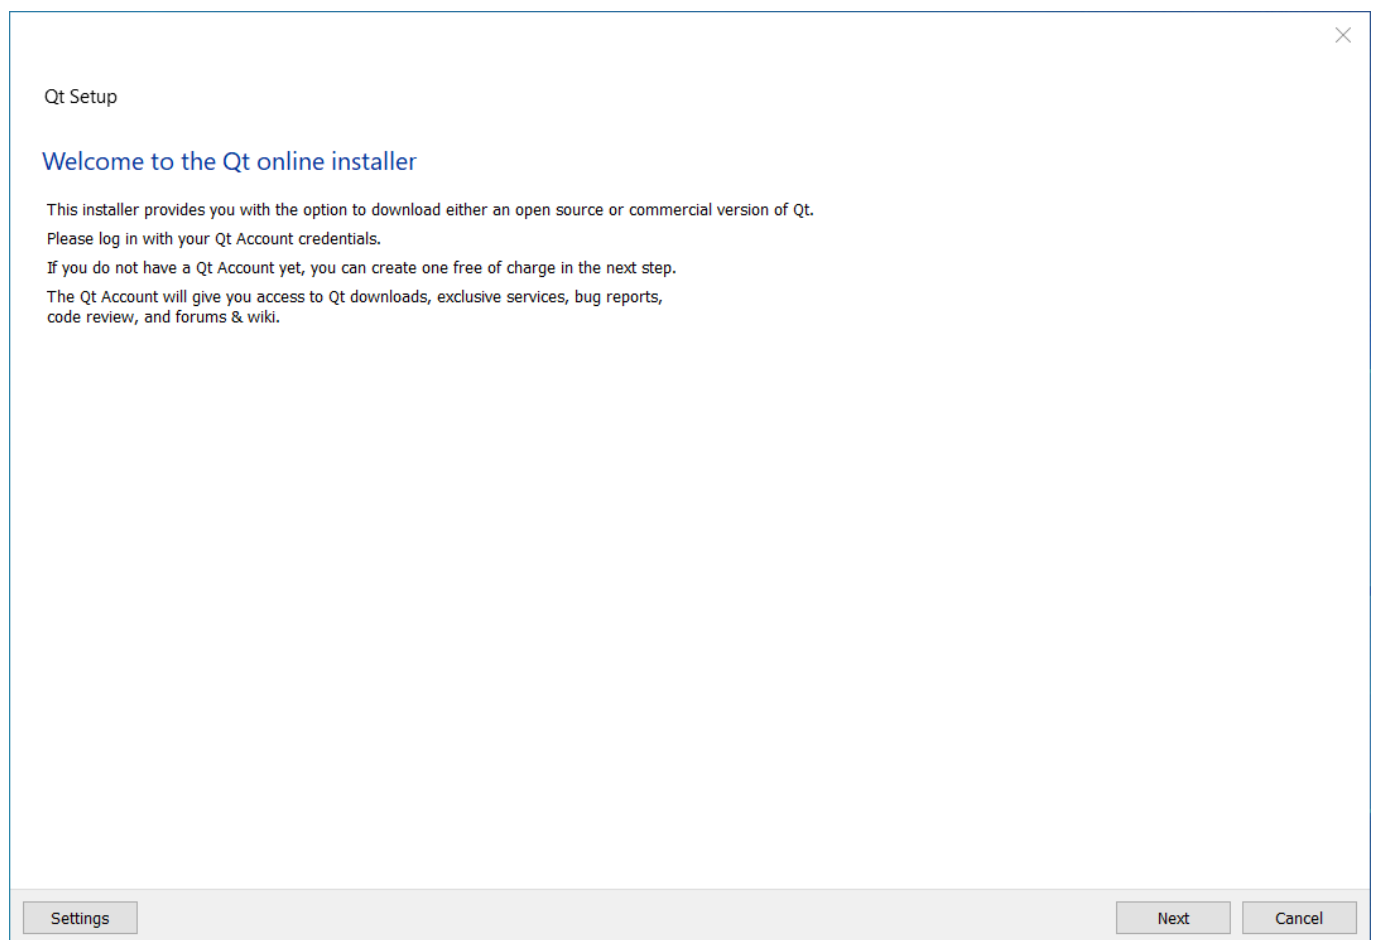 Qt Setup
Welcome to the Qt online installer
This installer provides you with the option to download either an open source or commercial version of Qt.
Please log in with your Qt Account credentials.
If you do not have a Qt Account yet, you can create one free of charge in the next step.
The Qt Account will give you access to Qt downloads, exclusive services, bug reports,
code review, and forums & wiki.
Settings
Next
Cancel